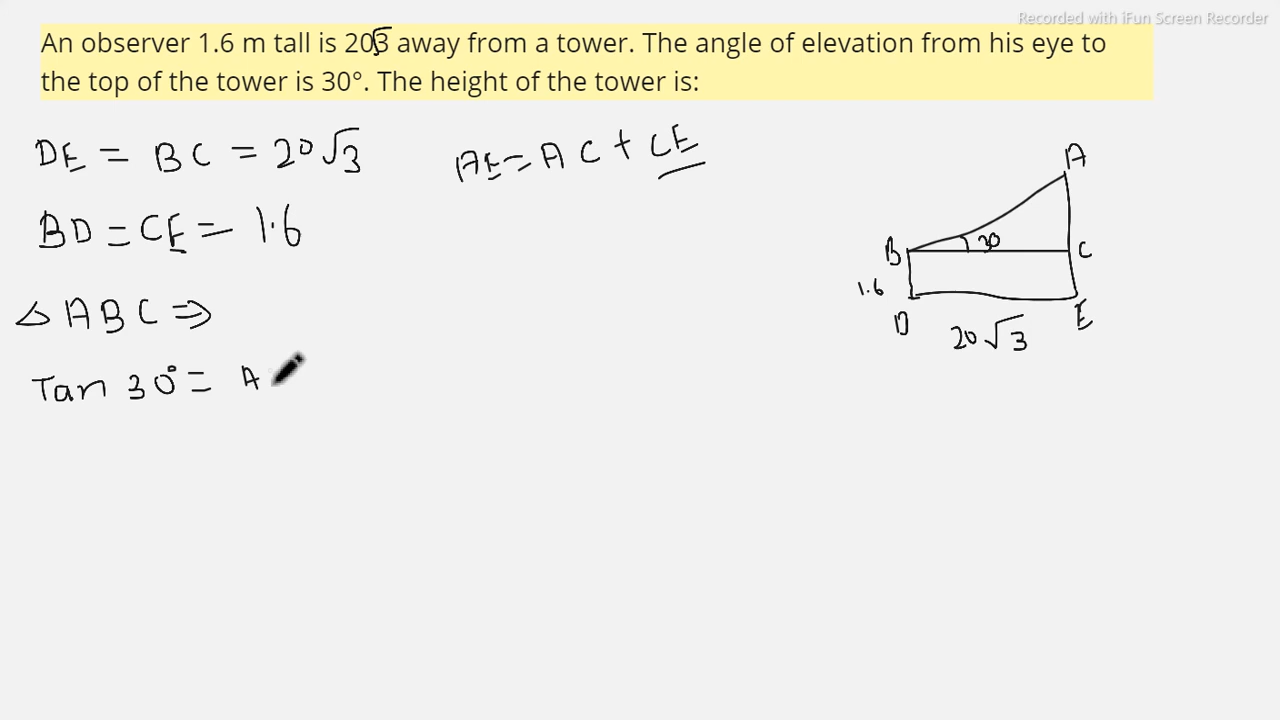 Recorded with iFun Screen Recorder
An observer 1.6 m tall is 20√3 away from a tower. The angle of elevation from his eye to
the top of the tower is 30°. The height of the tower is:
DE = BC = 20√3
AE = AC + CE
BD = CE = 1.6
△ ABC ⇒
Tan 30° = A
A
B
30
C
1.6
D
20√3
E